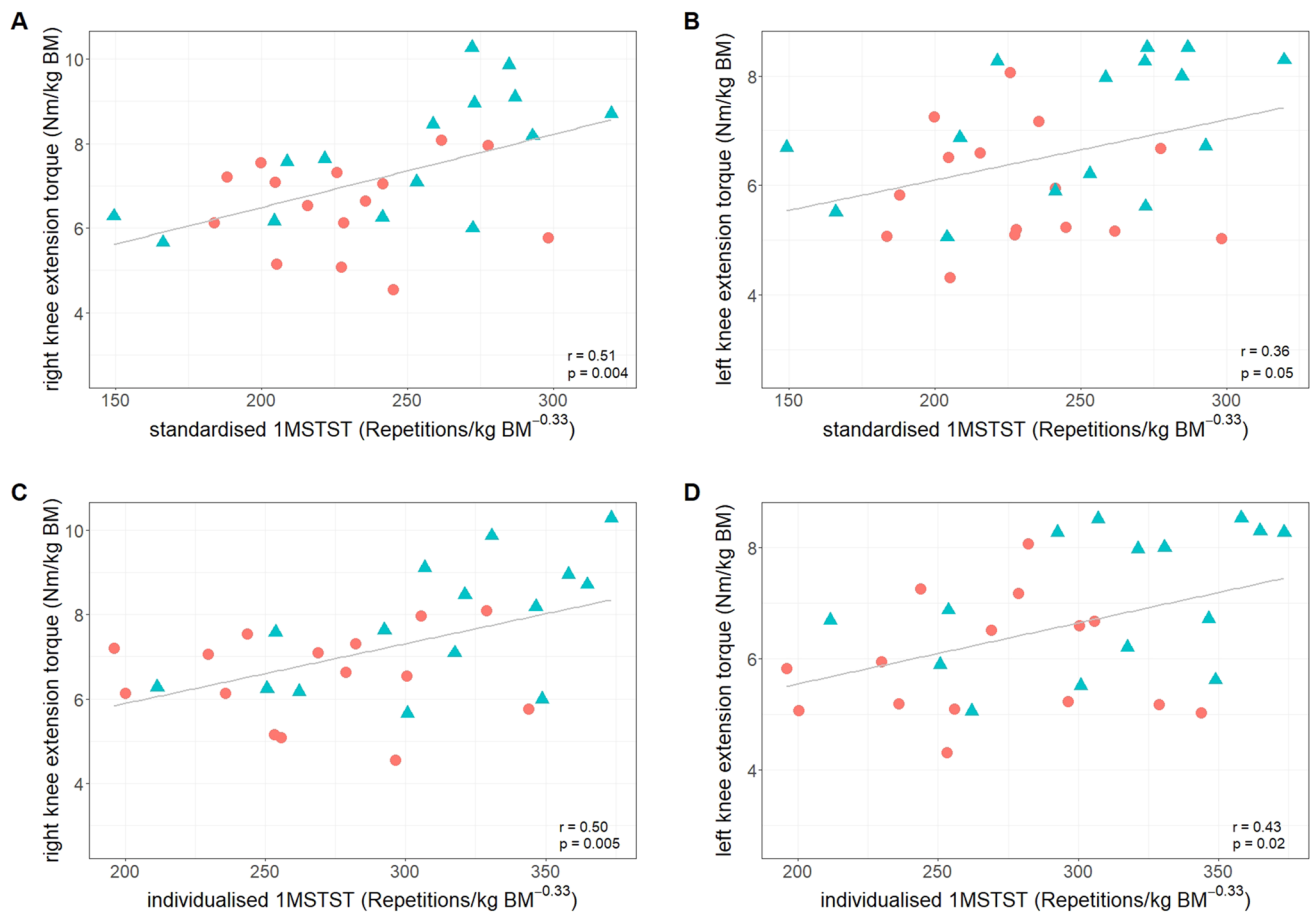 A
right knee extension torque (Nm/kg BM)
10
8
6
4
r = 0.51
p = 0.004
150 200 250 300
standardised 1MSTST (Repetitions/kg BM−0.33)
B
left knee extension torque (Nm/kg BM)
8
6
4
r = 0.36
p = 0.05
150 200 250 300
standardised 1MSTST (Repetitions/kg BM−0.33)
C
right knee extension torque (Nm/kg BM)
10
8
6
4
r = 0.50
p = 0.005
200 250 300 350
individualised 1MSTST (Repetitions/kg BM−0.33)
D
left knee extension torque (Nm/kg BM)
8
6
4
r = 0.43
p = 0.02
200 250 300 350
individualised 1MSTST (Repetitions/kg BM−0.33)